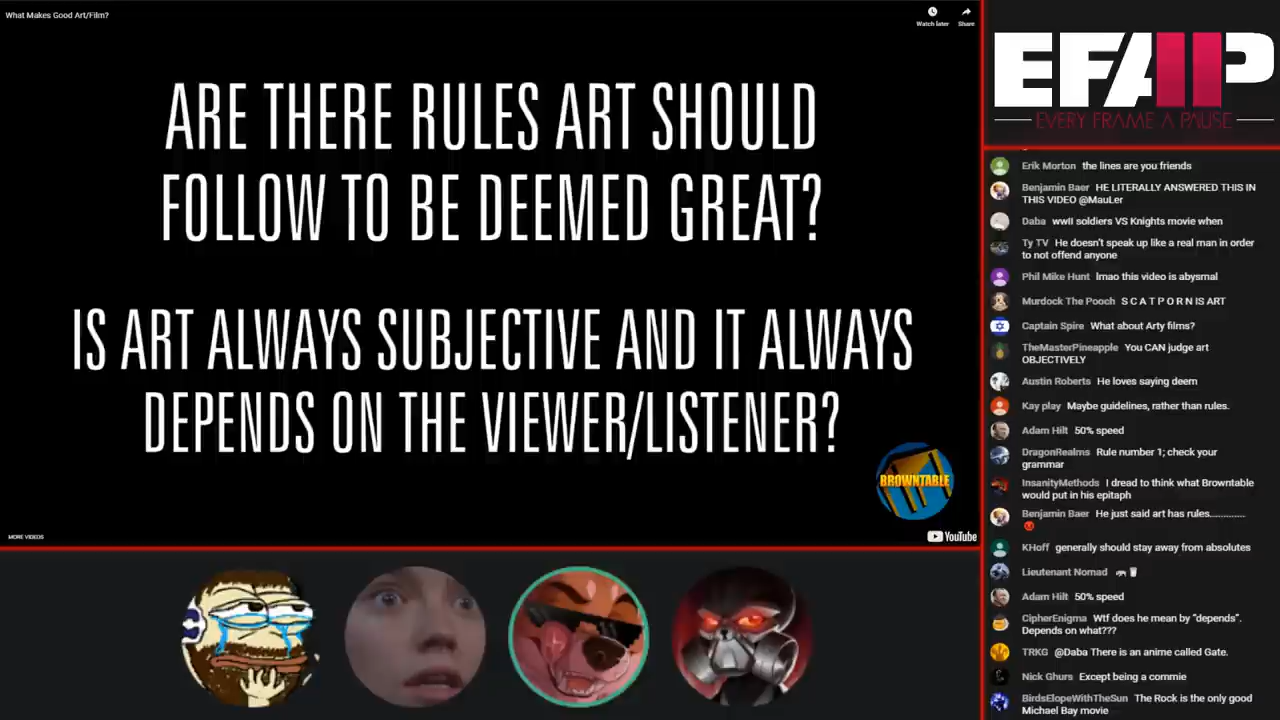 What Makes Good Art/Film?
Watch later
Share
ARE THERE RULES ART SHOULD
FOLLOW TO BE DEEMED GREAT?
IS ART ALWAYS SUBJECTIVE AND IT ALWAYS
DEPENDS ON THE VIEWER/LISTENER?
BROWNTABLE
MORE VIDEOS
YouTube
EFAP
EVERY FRAME A PAUSE
Erik Morton the lines are you friends
Benjamin Baer HE LITERALLY ANSWERED THIS IN
THIS VIDEO @MauLer
Daba wwII soldiers VS Knights movie when
Ty TV He doesn't speak up like a real man in order
to not offend anyone
Phil Mike Hunt lmao this video is abysmal
Murdock The Pooch S C A T P O R N IS ART
Captain Spire What about Arty films?
TheMasterPineapple You CAN judge art
OBJECTIVELY
Austin Roberts He loves saying deem
Kay play Maybe guidelines, rather than rules.
Adam Hilt 50% speed
DragonRealms Rule number 1; check your
grammar
InsanityMethods I dread to think what Browntable
would put in his epitaph
Benjamin Baer He just said art has rules..............
KHoff generally should stay away from absolutes
Lieutenant Nomad
Adam Hilt 50% speed
CipherEnigma Wtf does he mean by "depends".
Depends on what???
TRKG @Daba There is an anime called Gate.
Nick Ghurs Except being a commie
BirdsElopeWithTheSun The Rock is the only good
Michael Bay movie